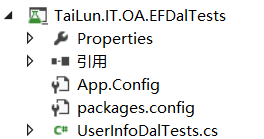 TaiLun.IT.OA.EFDalTests
Properties
引用
App.Config
packages.config
UserInfoDalTests.cs